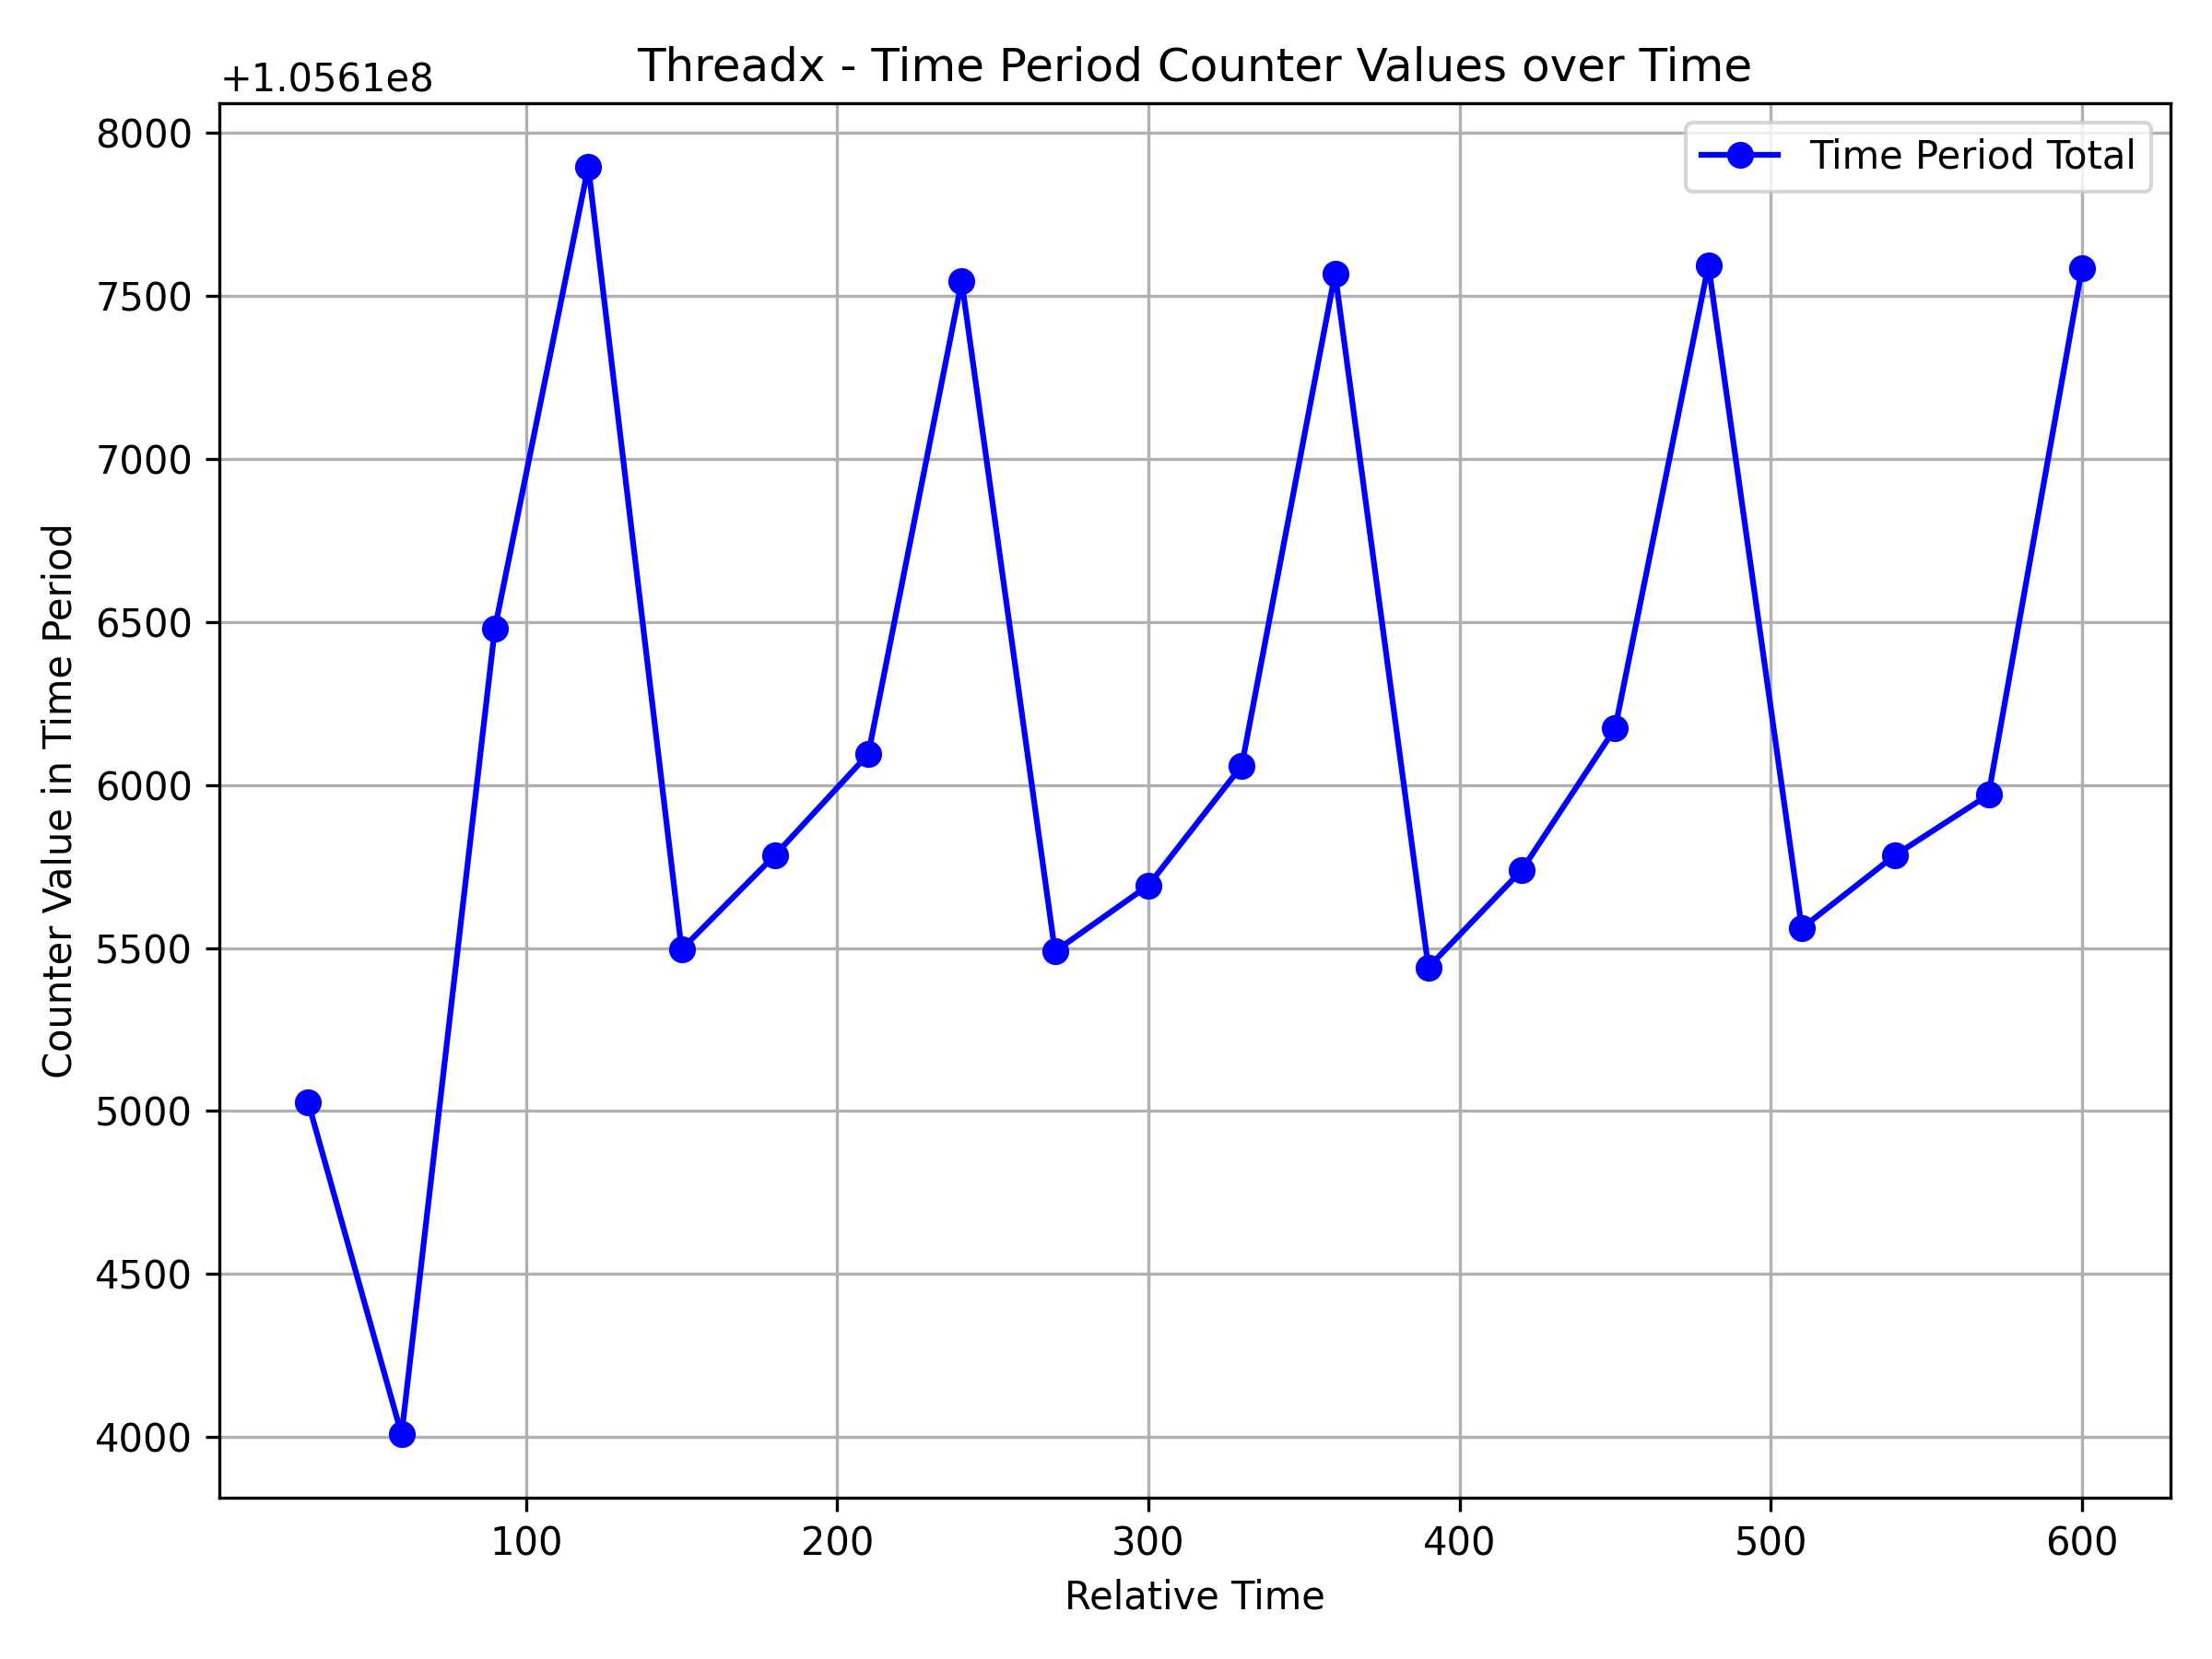 Threadx - Time Period Counter Values over Time
+1.0561e8
Time Period Total
8000
7500
7000
6500
6000
5500
5000
4500
4000
Counter Value in Time Period
100 200 300 400 500 600
Relative Time